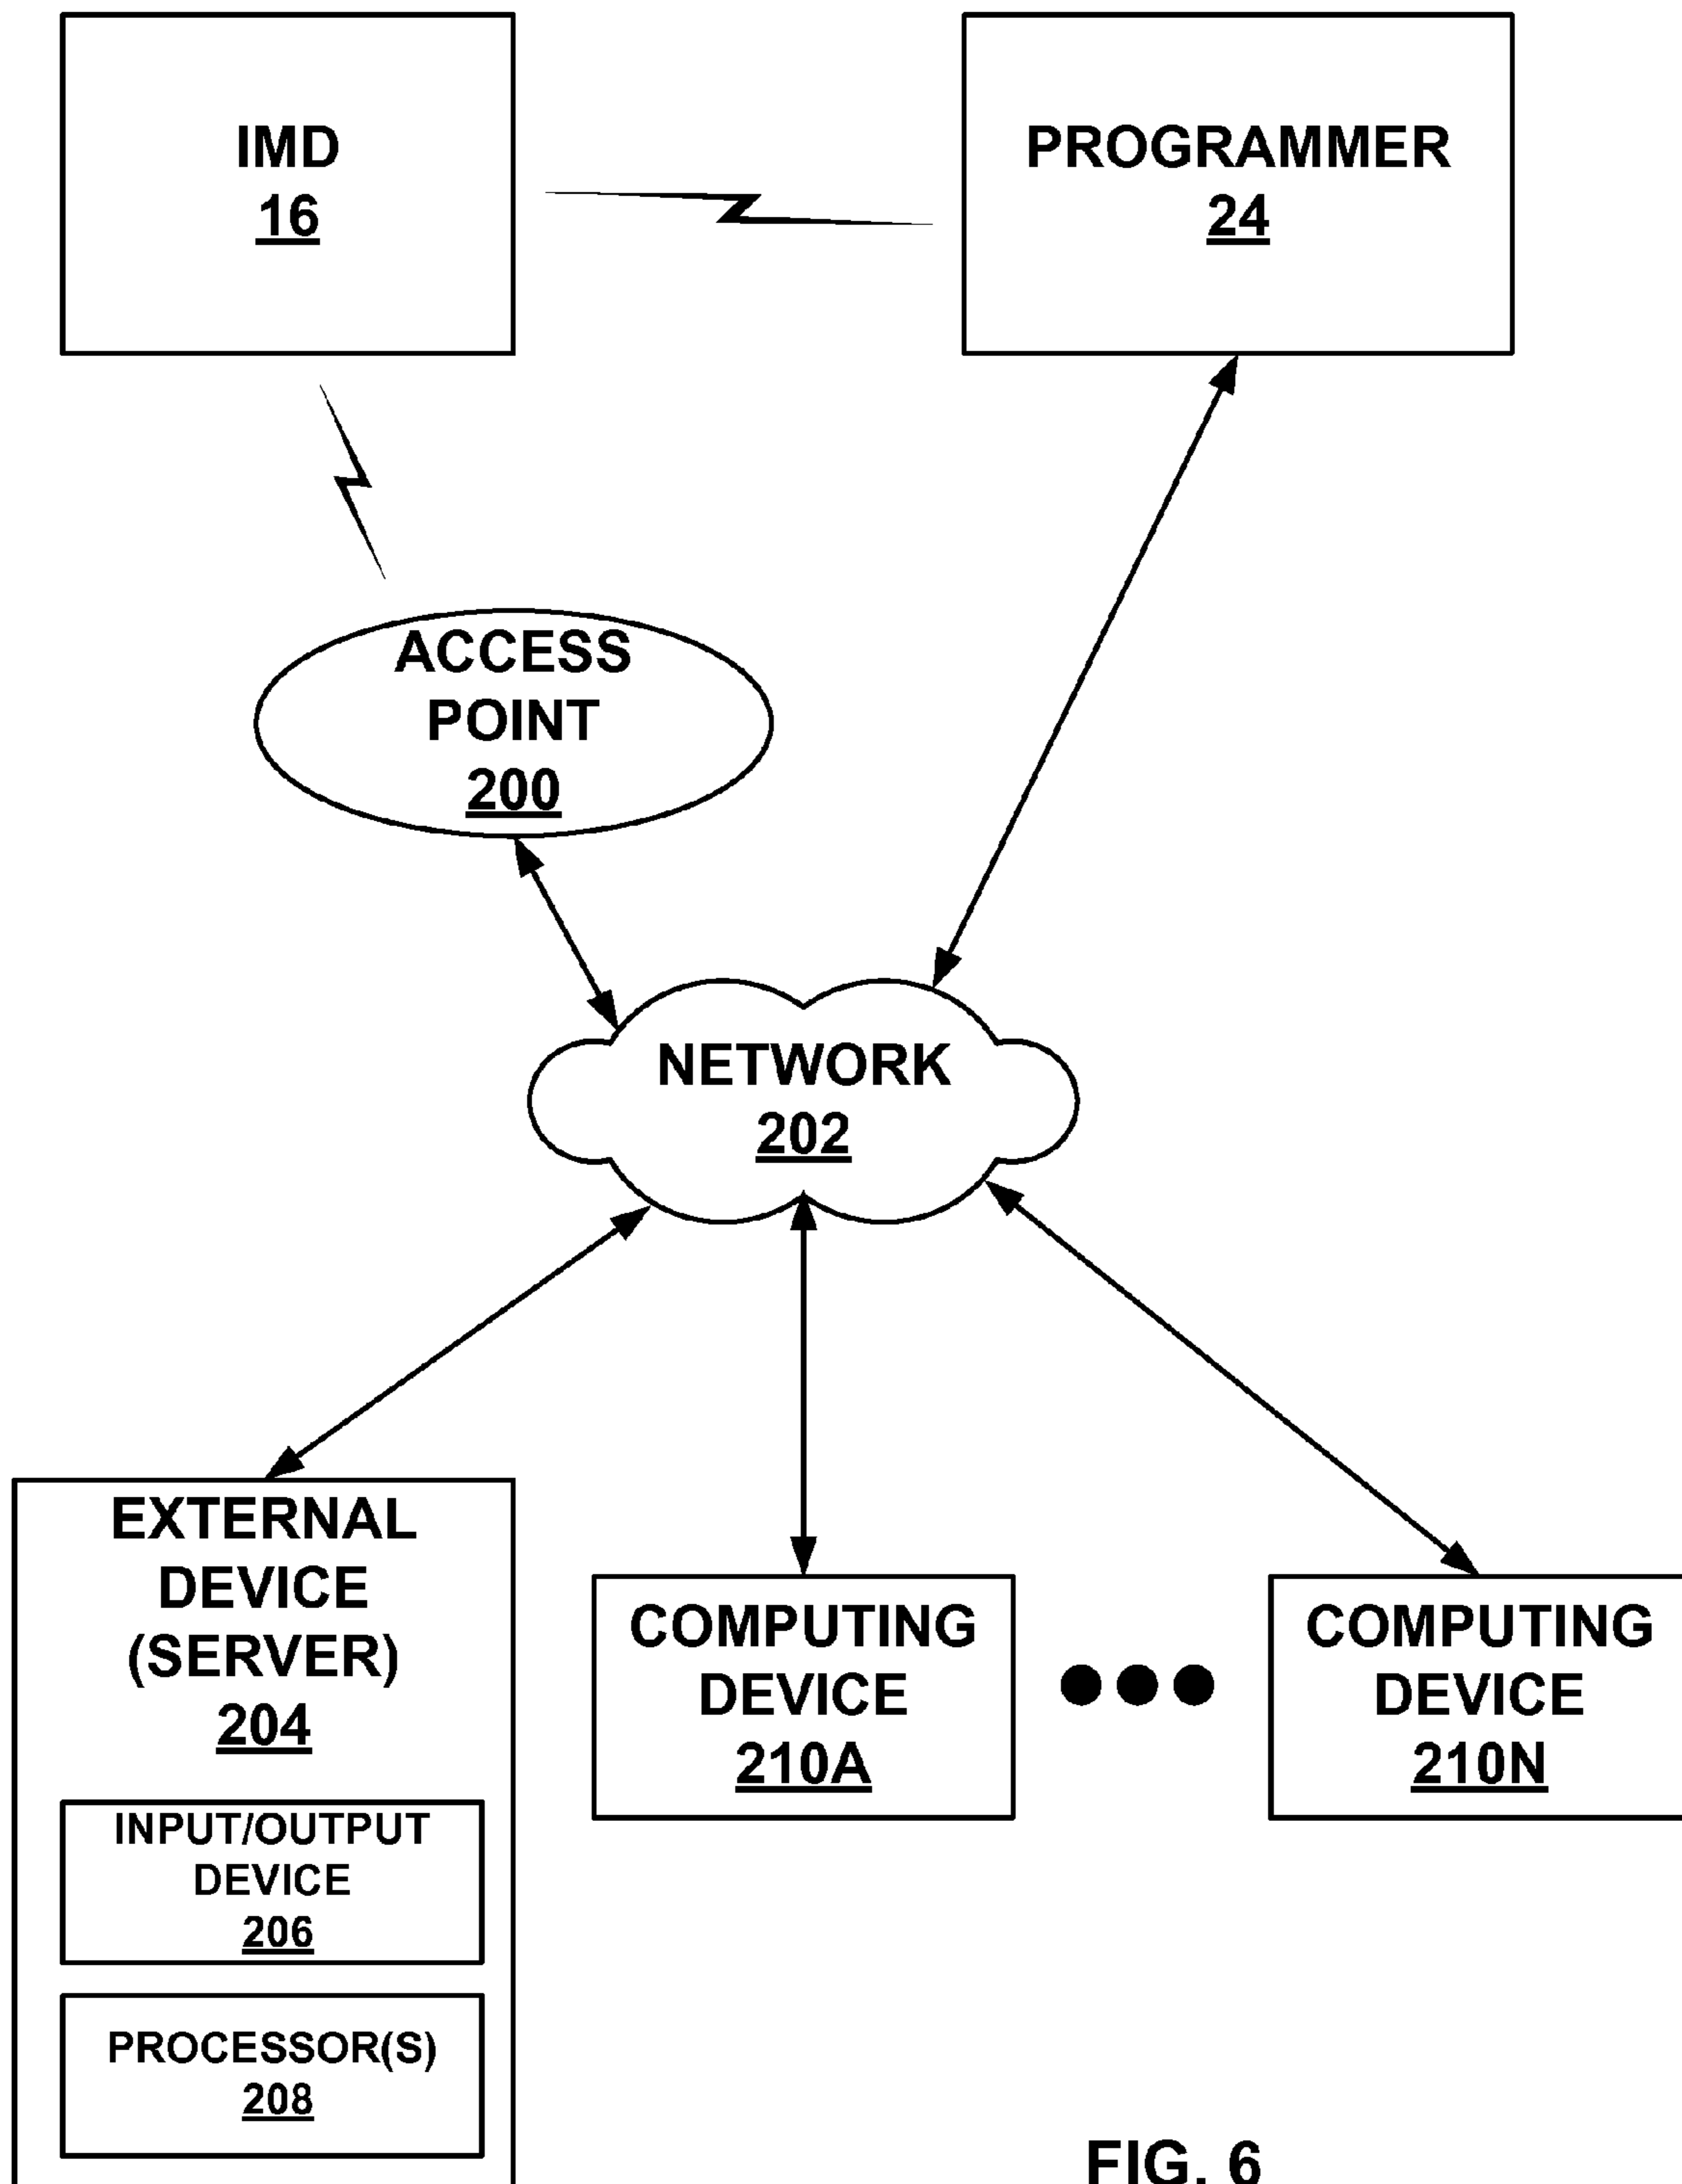 IMD
16
PROGRAMMER
24
ACCESS
POINT
200
NETWORK
202
EXTERNAL
DEVICE
(SERVER)
204
INPUT/OUTPUT
DEVICE
206
PROCESSOR(S)
208
COMPUTING
DEVICE
210A
COMPUTING
DEVICE
210N
FIG. 6